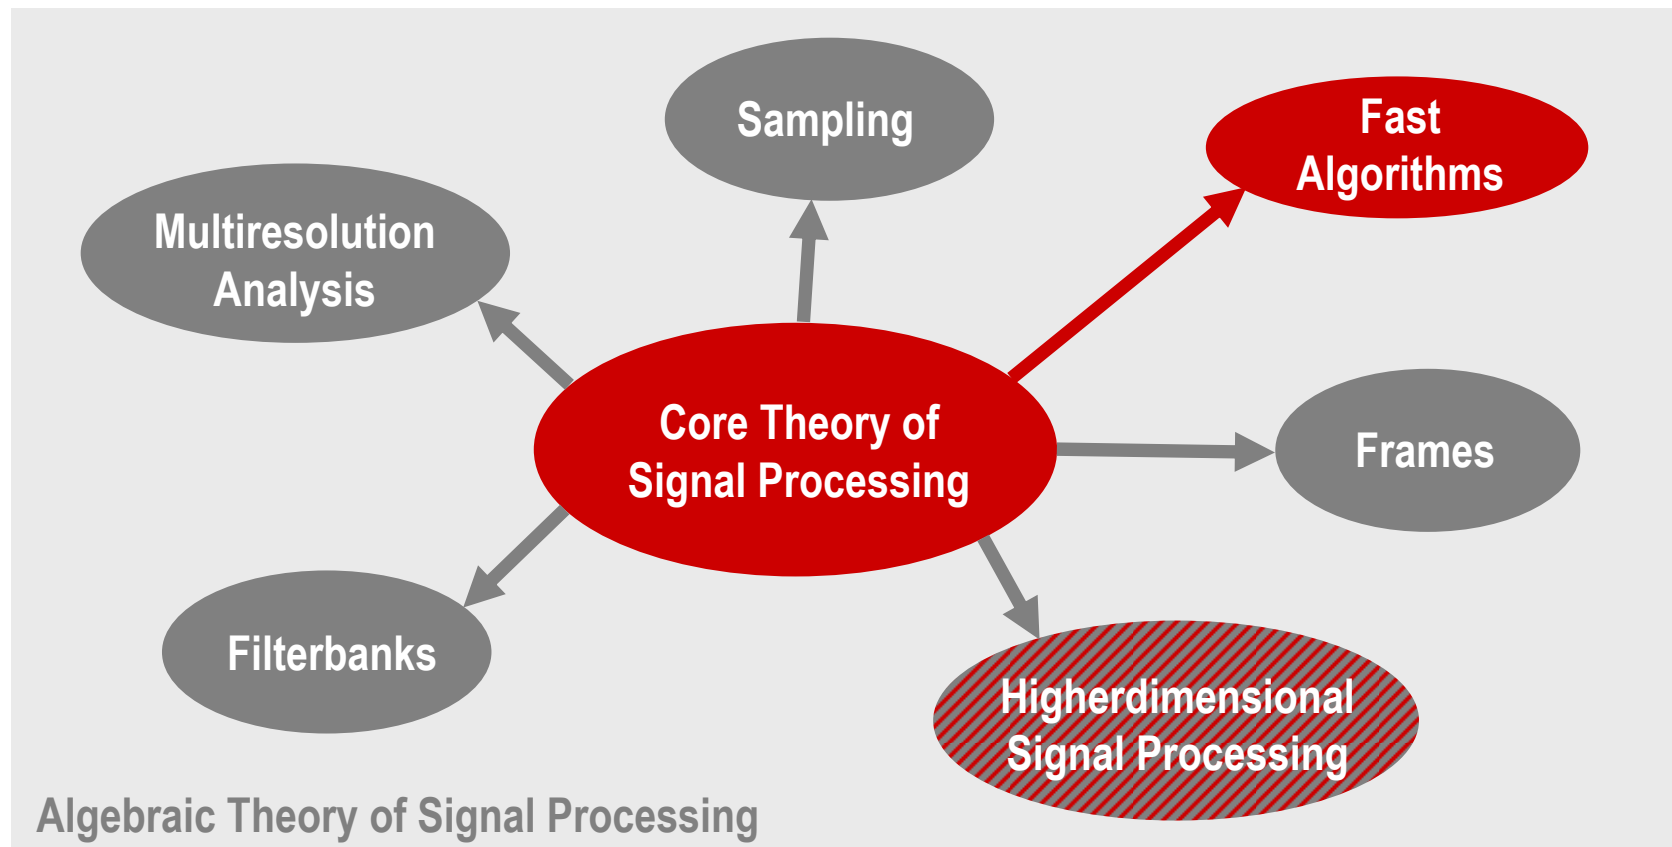 Sampling
Fast
Algorithms
Multiresolution
Analysis
Core Theory of
Signal Processing
Frames
Filterbanks
Higherdimensional
Signal Processing
Algebraic Theory of Signal Processing